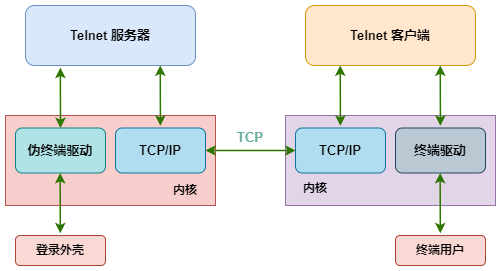 Telnet 服务器
Telnet 客户端
伪终端驱动
TCP/IP
TCP
TCP/IP
终端驱动
内核
内核
登录外壳
终端用户